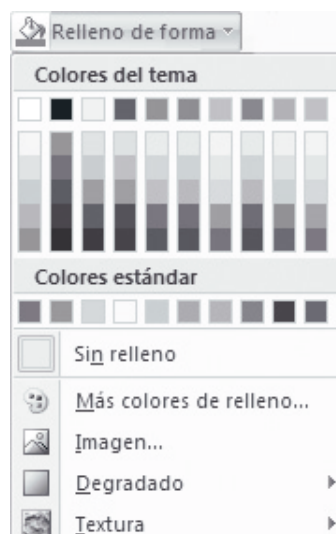 Relleno de forma
Colores del tema
Colores estándar
Sin relleno
Más colores de relleno...
Imagen...
Degradado
Textura